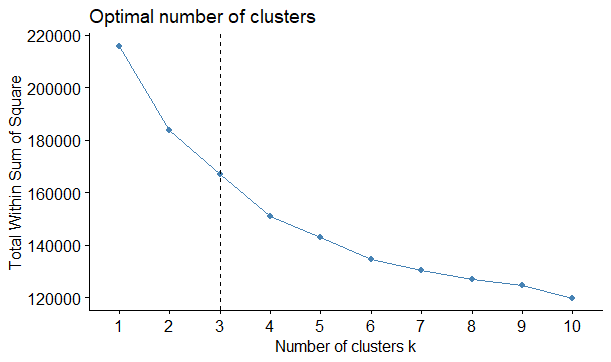 Optimal number of clusters
220000
200000
180000
160000
140000
120000
Total Within Sum of Square
1 2 3 4 5 6 7 8 9 10
Number of clusters k